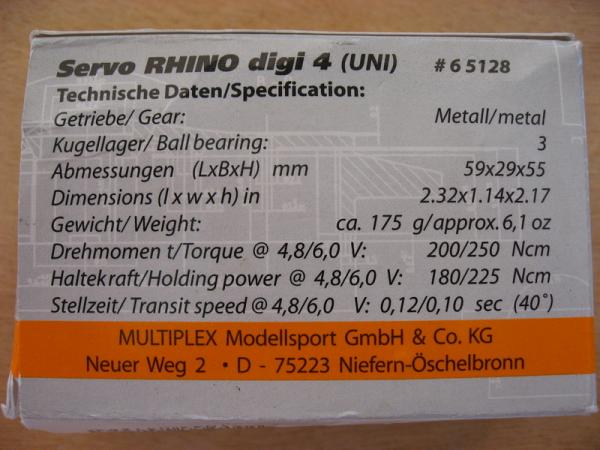 Servo RHINO digi 4 (UNI) # 6 5128
Technische Daten/Specification:
Getriebe/ Gear: Metall/metal
Kugellager/ Ball bearing: 3
Abmessungen (LxBxH) mm 59x29x55
Dimensions (l x w x h) in 2.32x1.14x2.17
Gewicht/ Weight: ca. 175 g/approx. 6,1 oz
Drehmomen t/Torque @ 4,8/6,0 V: 200/250 Ncm
Haltekraft/Holding power @ 4,8/6,0 V: 180/225 Ncm
Stellzeit/ Transit speed @ 4,8/6,0 V: 0,12/0,10 sec (40°)
MULTIPLEX Modellsport GmbH & Co. KG
Neuer Weg 2 • D - 75223 Niefern-Öschelbronn